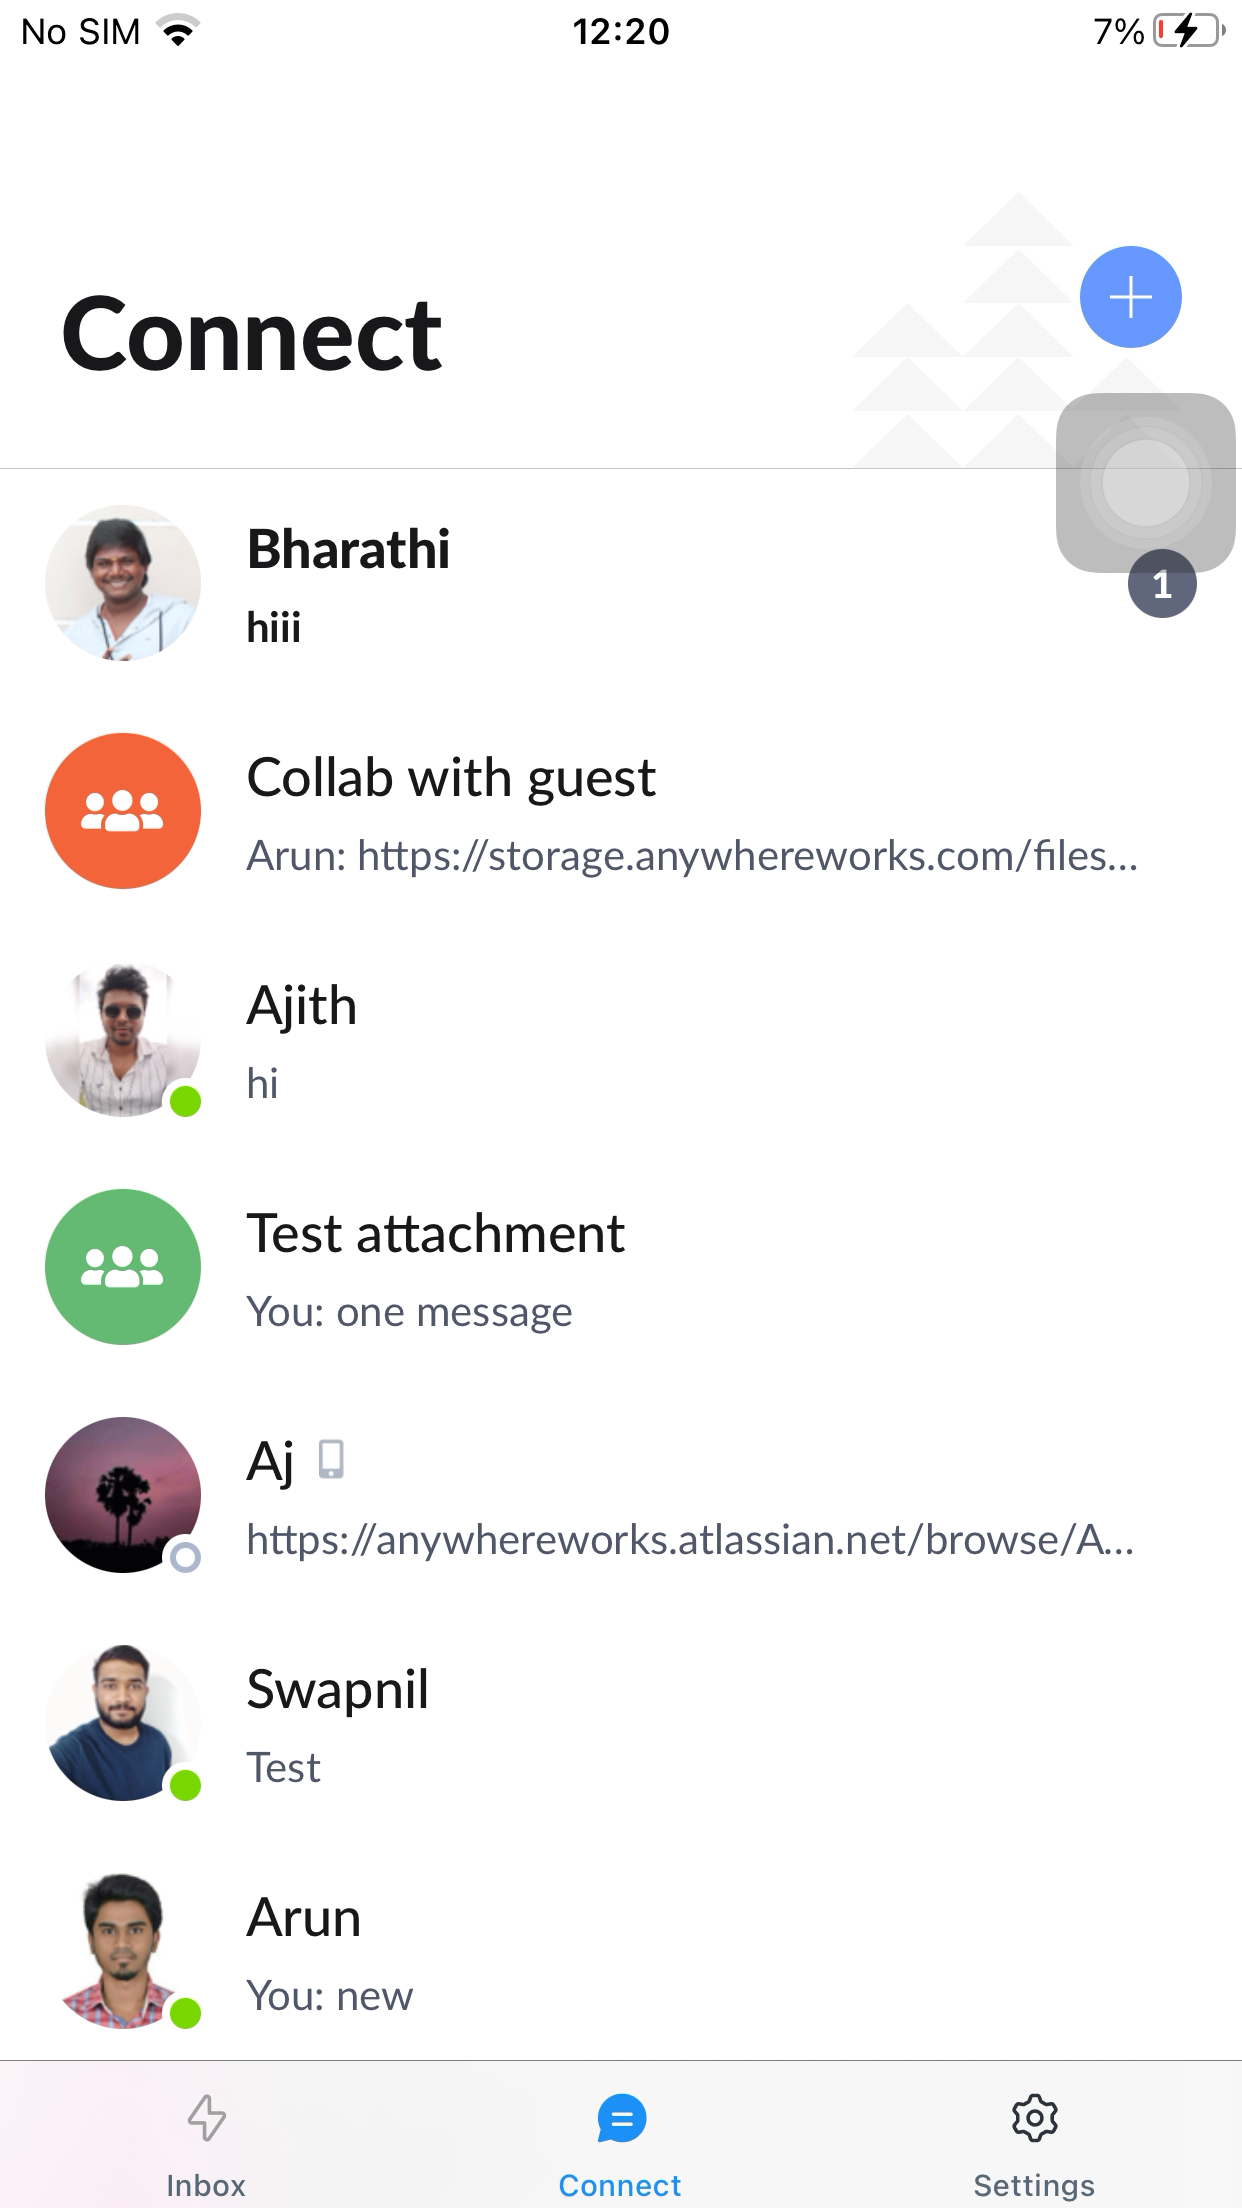 No SIM 12:20 7%
Connect
Bharathi
hiii
1
Collab with guest
Arun: https://storage.anywhereworks.com/files...
Ajith
hi
Test attachment
You: one message
Aj
https://anywhereworks.atlassian.net/browse/A...
Swapnil
Test
Arun
You: new
Inbox Connect Settings